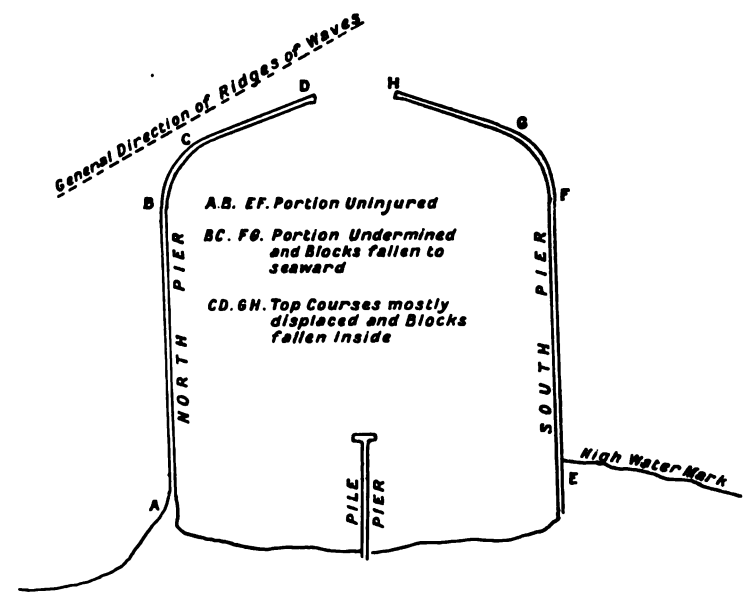 General Direction of Ridges of Waves
D
H
C
G
B
F
A.B. EF. Portion Uninjured
BC. FG. Portion Undermined
and Blocks fallen to
seaward
CD. GH. Top Courses mostly
displaced and Blocks
fallen Inside
NORTH PIER
SOUTH PIER
High Water Mark
E
A
PILE
PIER